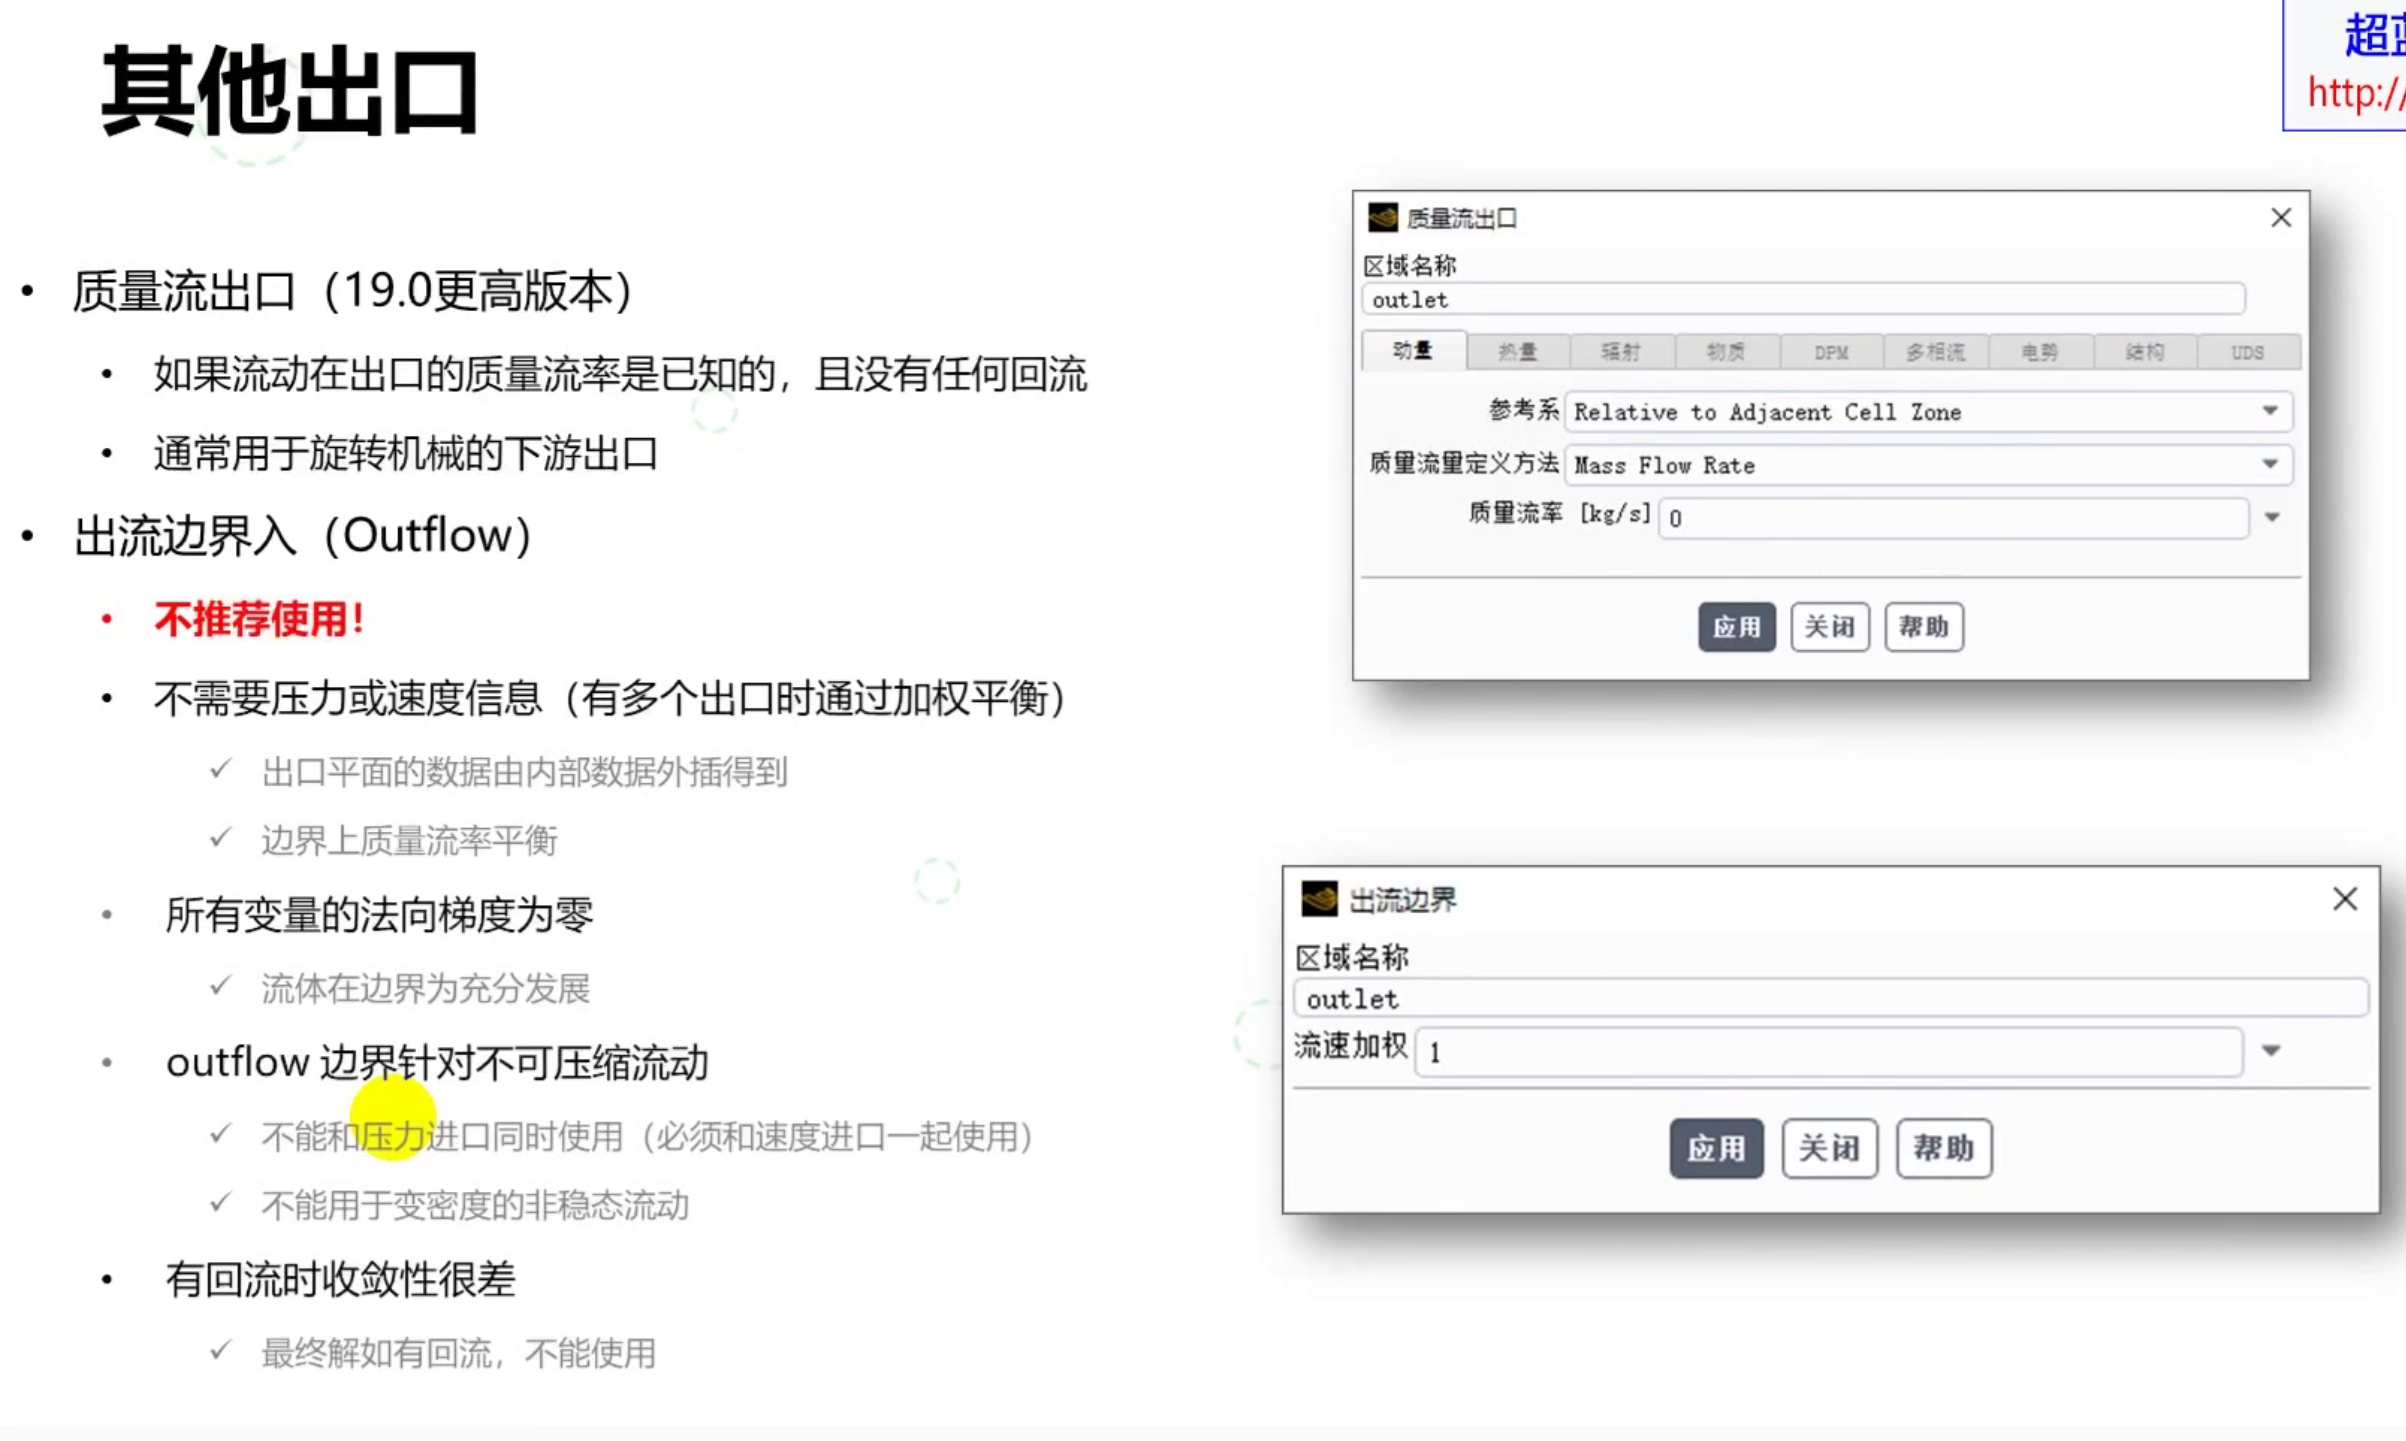 其他出口
超
http://
• 质量流出口（19.0更高版本）
• 如果流动在出口的质量流率是已知的，且没有任何回流
• 通常用于旋转机械的下游出口
• 出流边界入（Outflow）
• 不推荐使用！
• 不需要压力或速度信息（有多个出口时通过加权平衡）
✓ 出口平面的数据由内部数据外插得到
✓ 边界上质量流率平衡
• 所有变量的法向梯度为零
✓ 流体在边界为充分发展
• outflow 边界针对不可压缩流动
✓ 不能和压力进口同时使用（必须和速度进口一起使用）
✓ 不能用于变密度的非稳态流动
• 有回流时收敛性很差
✓ 最终解如有回流，不能使用
质量流出口
区域名称
outlet
动量 热量 辐射 物质 DPM 多相流 电势 结构 UDS
参考系 Relative to Adjacent Cell Zone
质量流量定义方法 Mass Flow Rate
质量流率 [kg/s] 0
应用 关闭 帮助
出流边界
区域名称
outlet
流速加权 1
应用 关闭 帮助